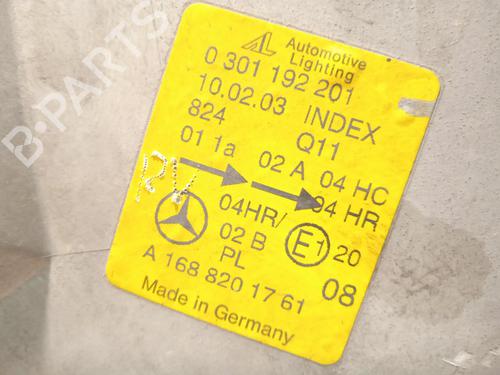 B-PARTS
Automotive
Lighting
0 301 192 201
10.02.03 INDEX
824 Q11
01 1a 02 A 04 HC
04 HR
04HR/
02 B E1 20
PL 08
A 168 820 17 61
Made in Germany